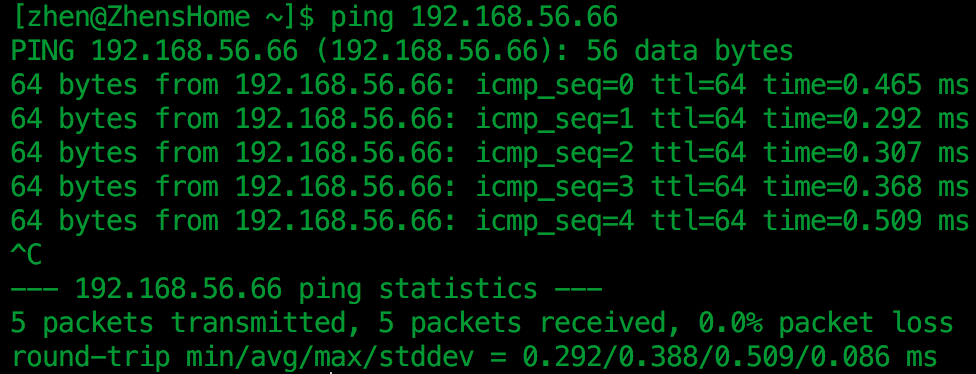 [zhen@ZhensHome ~]$ ping 192.168.56.66
PING 192.168.56.66 (192.168.56.66): 56 data bytes
64 bytes from 192.168.56.66: icmp_seq=0 ttl=64 time=0.465 ms
64 bytes from 192.168.56.66: icmp_seq=1 ttl=64 time=0.292 ms
64 bytes from 192.168.56.66: icmp_seq=2 ttl=64 time=0.307 ms
64 bytes from 192.168.56.66: icmp_seq=3 ttl=64 time=0.368 ms
64 bytes from 192.168.56.66: icmp_seq=4 ttl=64 time=0.509 ms
^C
--- 192.168.56.66 ping statistics ---
5 packets transmitted, 5 packets received, 0.0% packet loss
round-trip min/avg/max/stddev = 0.292/0.388/0.509/0.086 ms